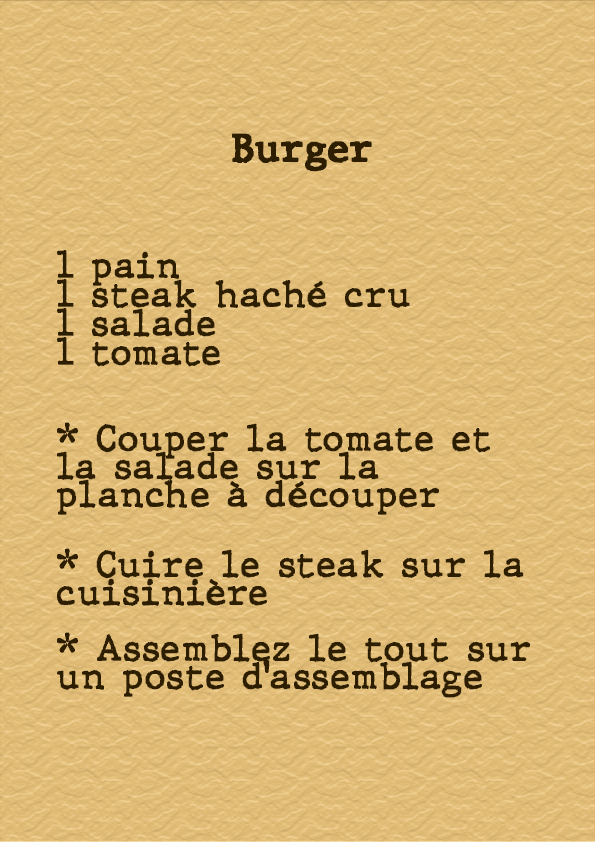 Burger
1 pain
1 steak haché cru
1 salade
1 tomate
* Couper la tomate et
la salade sur la
planche à découper
* Cuire le steak sur la
cuisinière
* Assemblez le tout sur
un poste d'assemblage